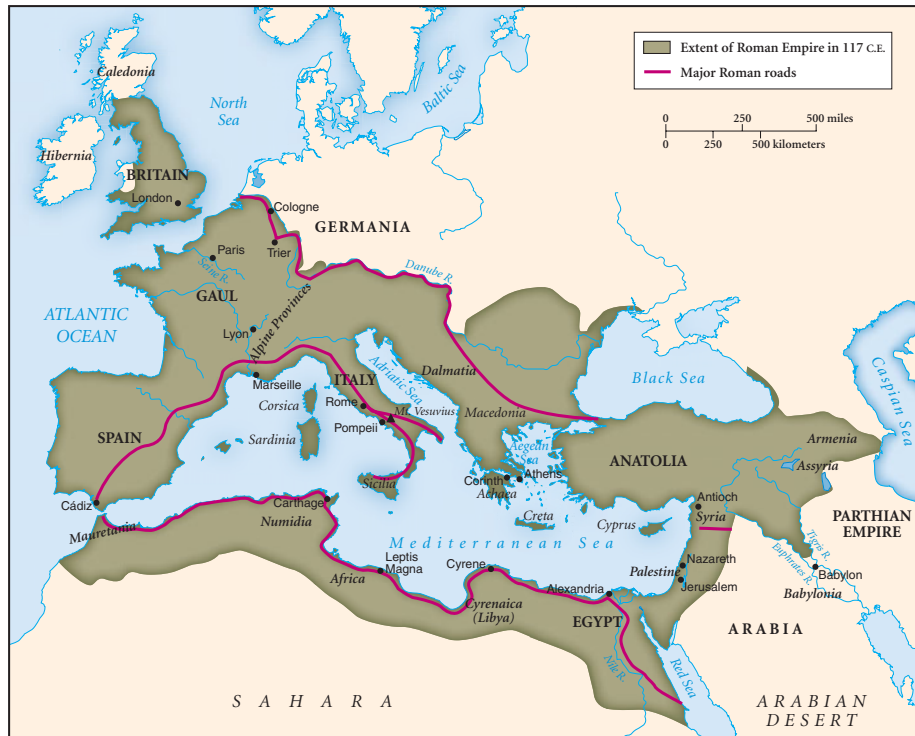 Extent of Roman Empire in 117 C.E.
Major Roman roads
0 250 500 miles
0 250 500 kilometers
Caledonia
North
Sea
Baltic Sea
Hibernia
BRITAIN
London
Cologne
GERMANIA
Trier
Paris
Seine R.
Danube R.
GAUL
ATLANTIC
OCEAN
Alpine Provinces
Lyon
Caspian Sea
Black Sea
Dalmatia
Adriatic Sea
ITALY
Marseille
Corsica
Rome
Mt. Vesuvius
Macedonia
Pompeii
SPAIN
Sardinia
Armenia
Aegean
Sea
ANATOLIA
Assyria
Sicilia
Corinth
Athens
Achaea
Cádiz
Carthage
Antioch
Syria
PARTHIAN
EMPIRE
Numidia
Mauretania
Creta
Cyprus
Mediterranean Sea
Tigris R.
Euphrates R.
Leptis
Magna
Cyrene
Nazareth
Babylon
Africa
Palestine
Jerusalem
Alexandria
Babylonia
Cyrenaica
(Libya)
EGYPT
ARABIA
Nile R.
Red Sea
SAHARA
ARABIAN
DESERT